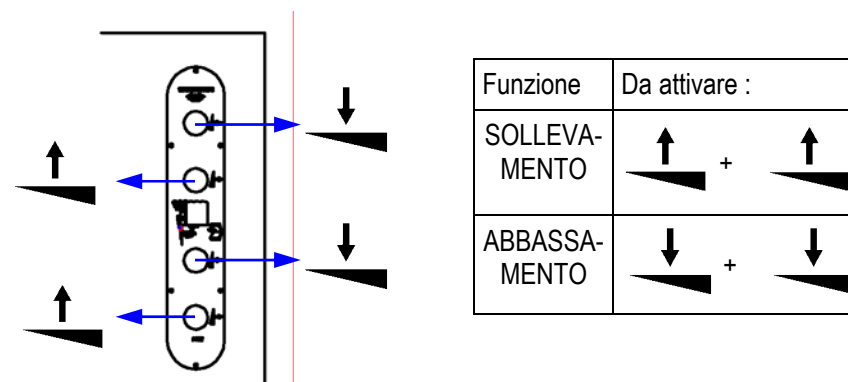 Funzione Da attivare :
SOLLEVA-
MENTO
+
ABBASSA-
MENTO
+